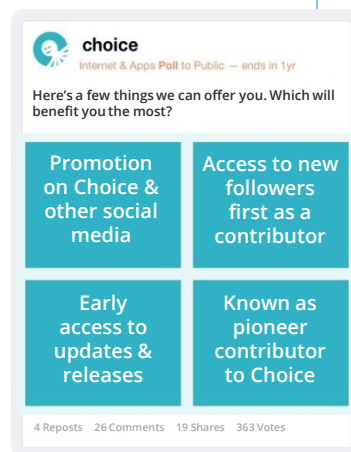 choice
Internet & Apps Poll to Public — ends in 1yr
Here's a few things we can offer you. Which will
benefit you the most?
Promotion
on Choice &
other social
media
Access to new
followers
first as a
contributor
Early
access to
updates &
releases
Known as
pioneer
contributor
to Choice
4 Reposts 26 Comments 19 Shares 363 Votes